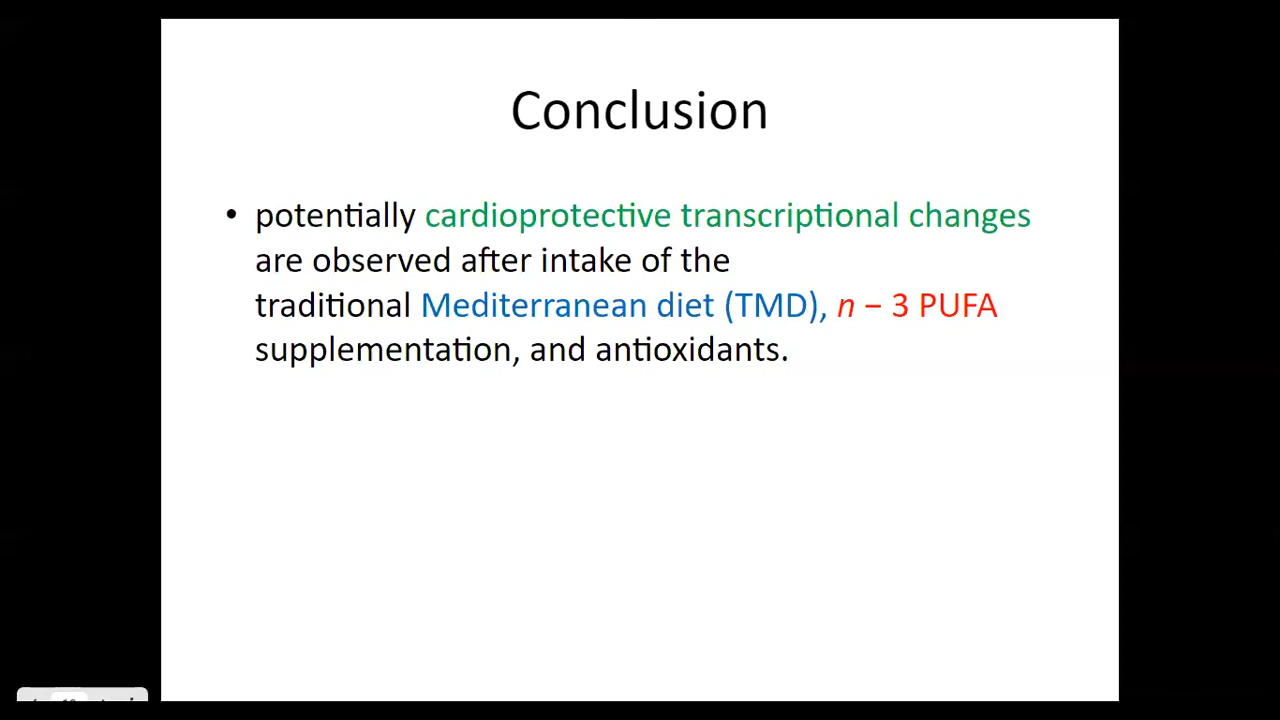 Conclusion
• potentially cardioprotective transcriptional changes
are observed after intake of the
traditional Mediterranean diet (TMD), n − 3 PUFA
supplementation, and antioxidants.